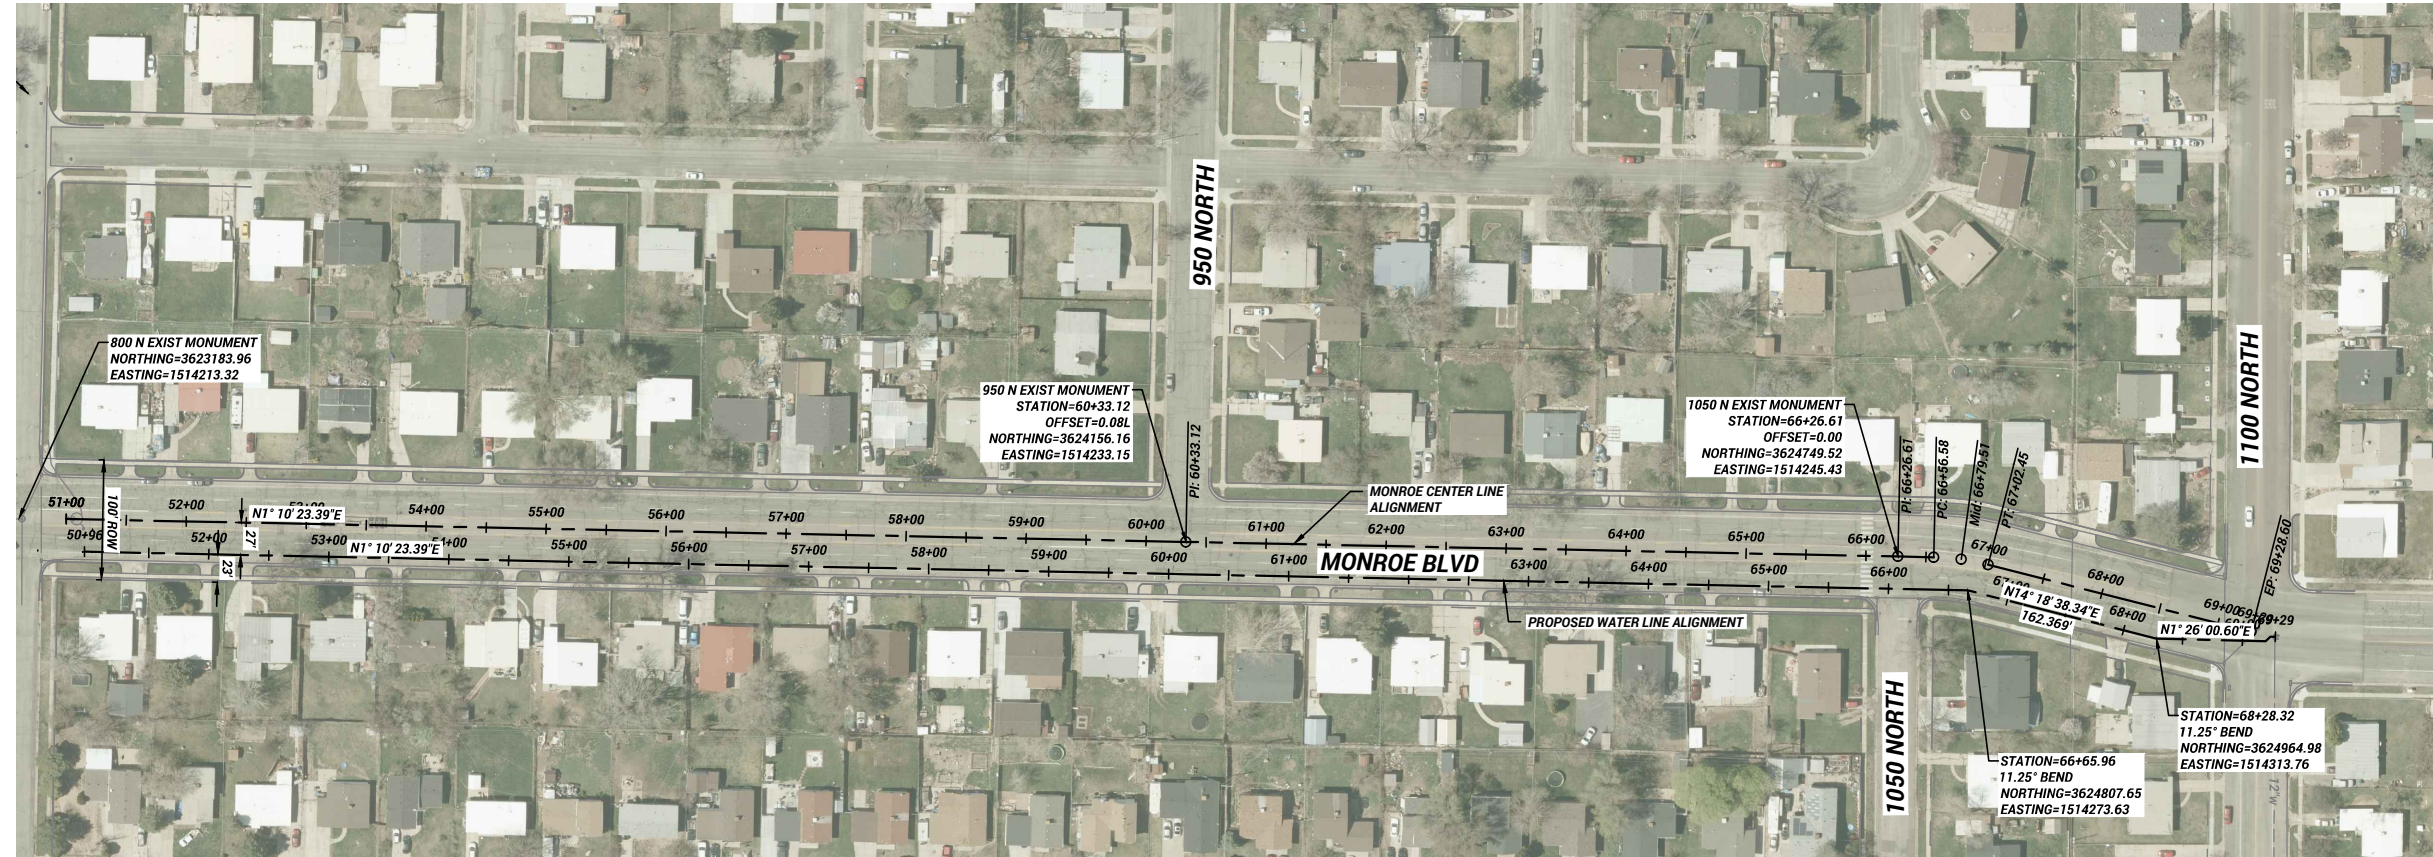 950 NORTH
1100 NORTH
800 N EXIST MONUMENT
NORTHING=3623183.96
EASTING=1514213.32
950 N EXIST MONUMENT
STATION=60+33.12
OFFSET=0.08L
NORTHING=3624156.16
EASTING=1514233.15
PI: 60+33.12
1050 N EXIST MONUMENT
STATION=66+26.61
OFFSET=0.00
NORTHING=3624749.52
EASTING=1514245.43
PI: 66+26.61
PC: 66+56.58
Mid: 66+79.51
PT: 67+02.45
EP: 69+28.60
MONROE CENTER LINE
ALIGNMENT
51+00
52+00
N1° 10' 23.39"E
54+00
55+00
56+00
57+00
58+00
59+00
60+00
61+00
62+00
63+00
64+00
65+00
66+00
67+00
68+00
69+00
69+29
100' ROW
27'
23'
50+96
52+00
53+00
N1° 10' 23.39"E
55+00
56+00
57+00
58+00
59+00
60+00
61+00
MONROE BLVD
63+00
64+00
65+00
66+00
N14° 18' 38.34"E
162.369'
68+00
N1° 26' 00.60"E
PROPOSED WATER LINE ALIGNMENT
1050 NORTH
STATION=66+65.96
11.25° BEND
NORTHING=3624807.65
EASTING=1514273.63
STATION=68+28.32
11.25° BEND
NORTHING=3624964.98
EASTING=1514313.76
12"W